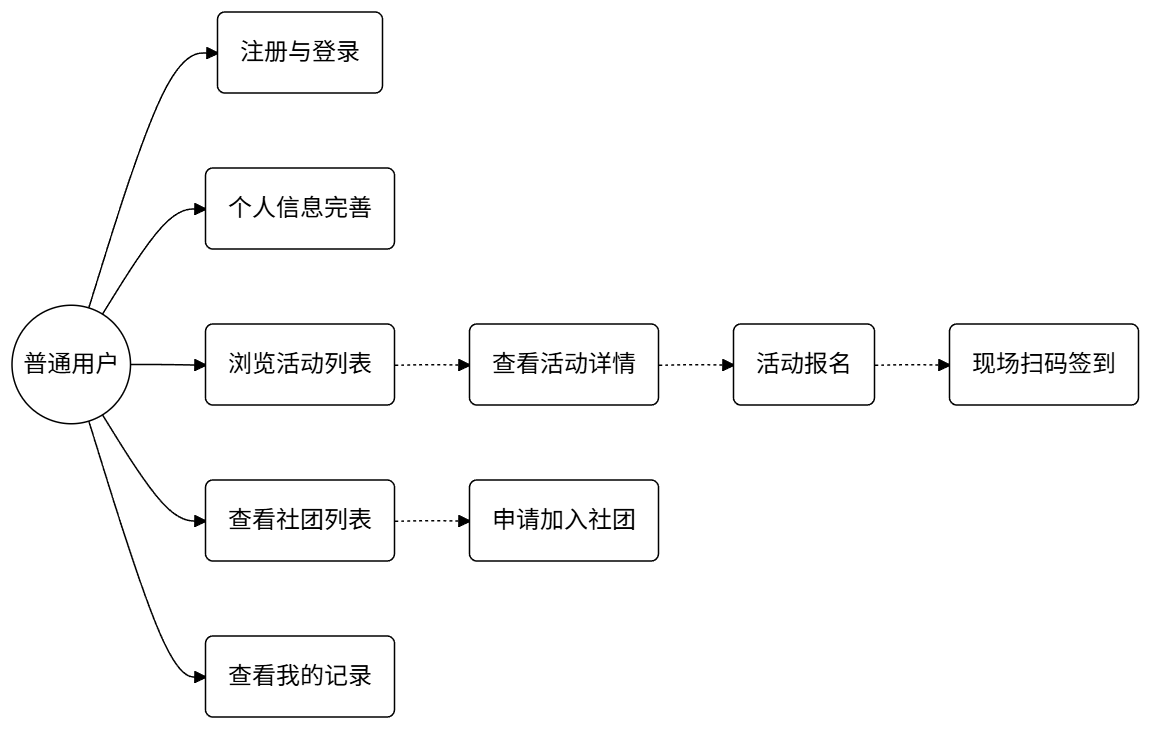 注册与登录
个人信息完善
普通用户
浏览活动列表
查看活动详情
活动报名
现场扫码签到
查看社团列表
申请加入社团
查看我的记录